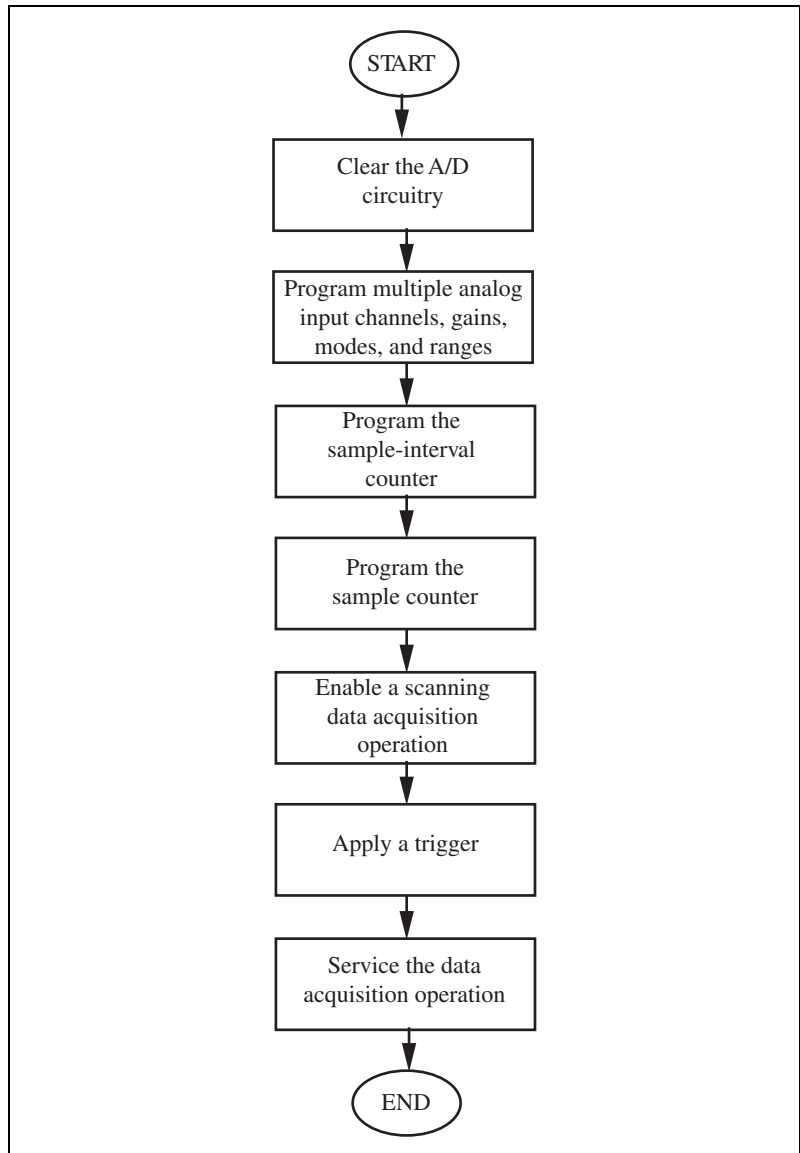 START
Clear the A/D
circuitry
Program multiple analog
input channels, gains,
modes, and ranges
Program the
sample-interval
counter
Program the
sample counter
Enable a scanning
data acquisition
operation
Apply a trigger
Service the data
acquisition operation
END